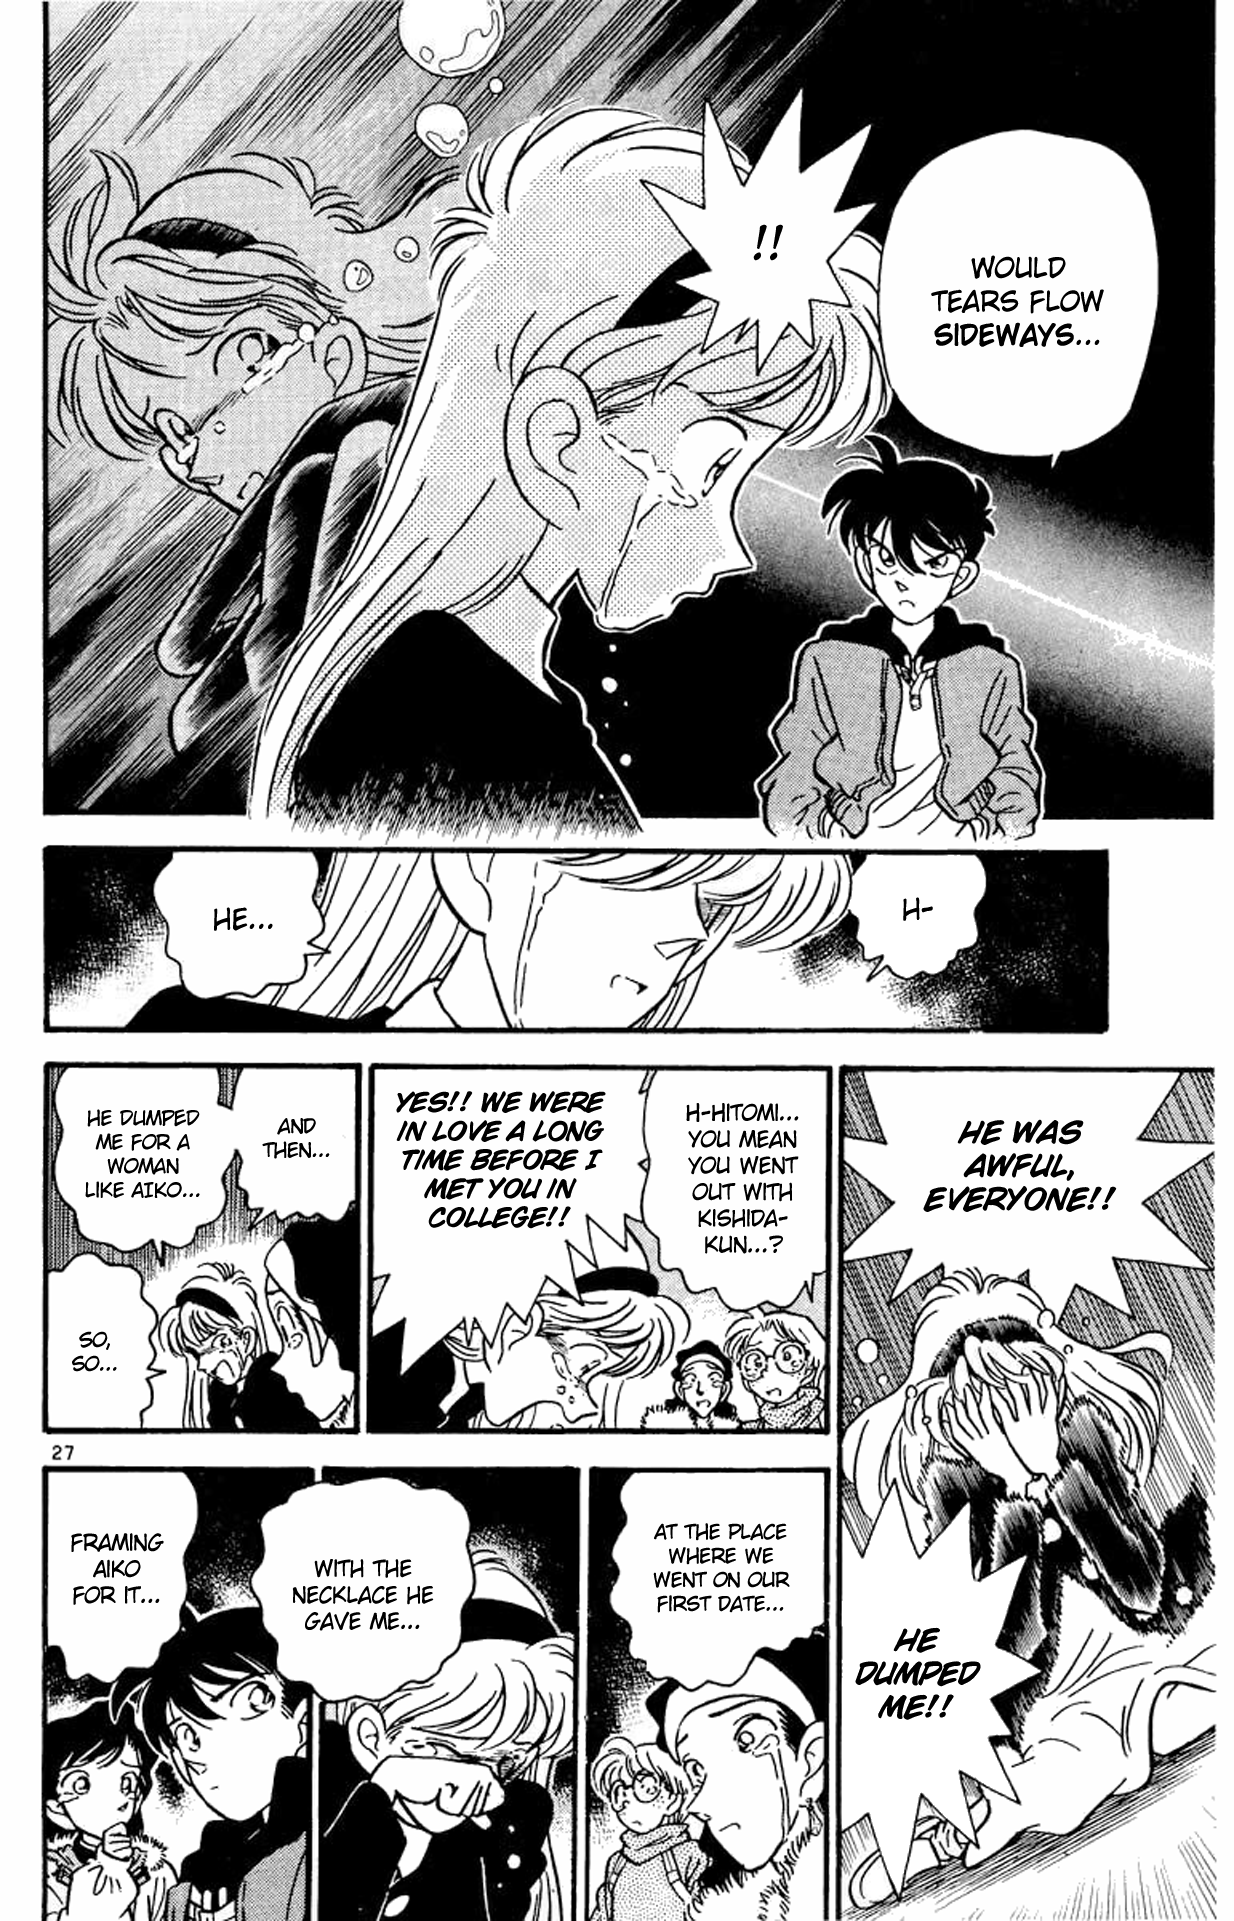 WOULD
TEARS FLOW
SIDEWAYS...
!!
H-
HE...
HE WAS
AWFUL,
EVERYONE!!
HE
DUMPED
ME!!
H-HITOMI...
YOU MEAN
YOU WENT
OUT WITH
KISHIDA-
KUN...?
YES!! WE WERE
IN LOVE A LONG
TIME BEFORE I
MET YOU IN
COLLEGE!!
AND
THEN...
HE DUMPED
ME FOR A
WOMAN
LIKE AIKO...
SO,
SO...
27
AT THE PLACE
WHERE WE
WENT ON OUR
FIRST DATE...
WITH THE
NECKLACE HE
GAVE ME...
FRAMING
AIKO
FOR IT...